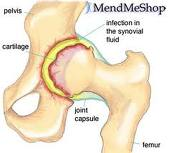 MendMeShop
pelvis
infection in
the synovial
fluid
cartilage
joint
capsule
femur